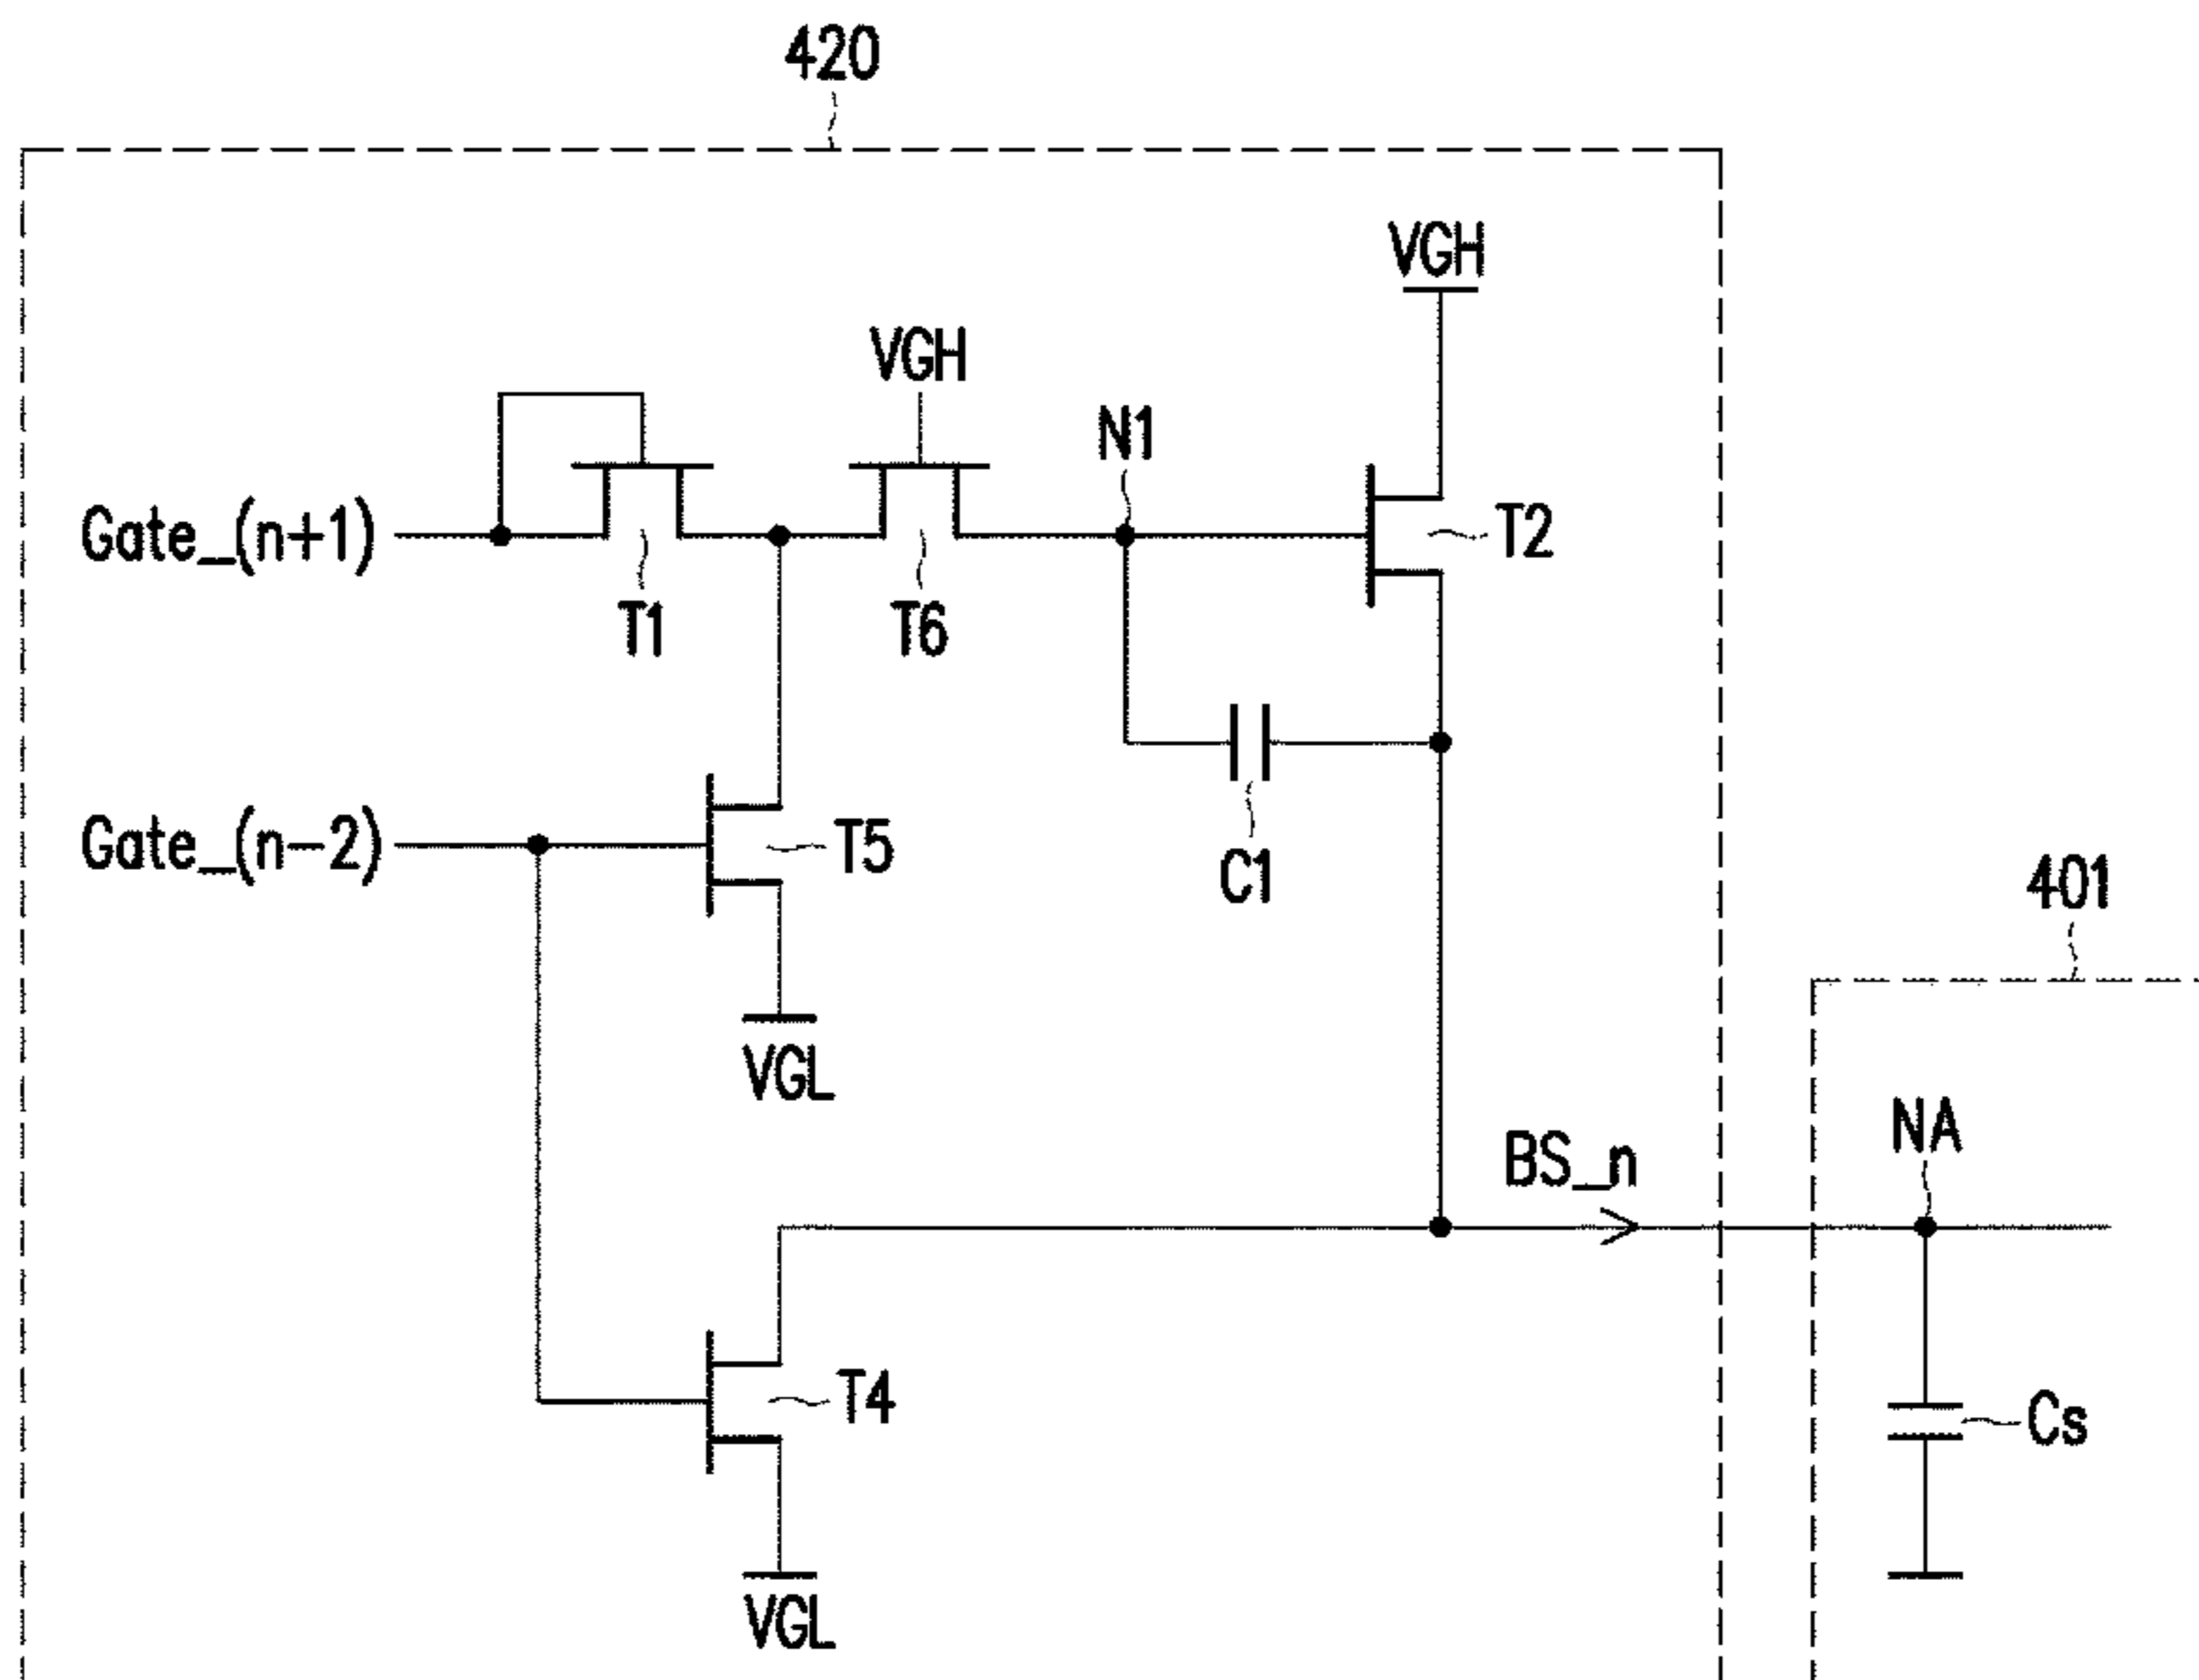 420
VGH
VGH
N1
Gate_(n+1)
T2
T1
T6
Gate_(n-2)
T5
C1
401
VGL
NA
BS_n
T4
Cs
VGL